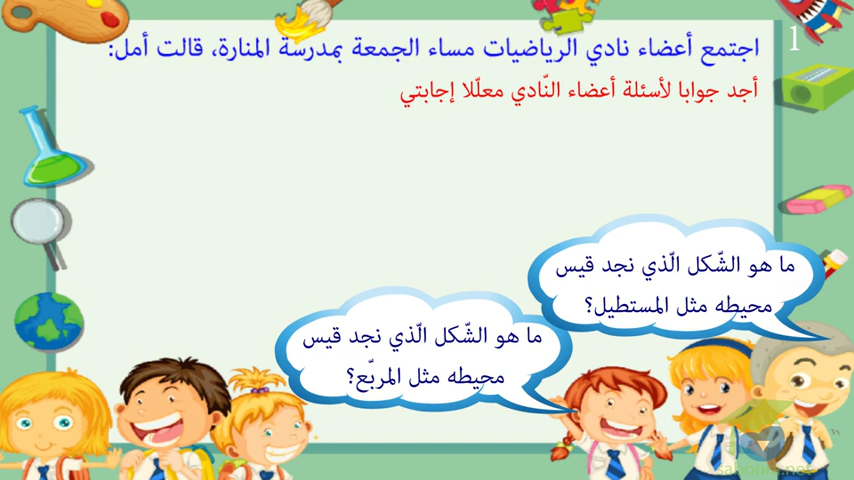 1
اجتمع أعضاء نادي الرياضيات مساء الجمعة بمدرسة المنارة، قالت أمل:
أجد جوابا لأسئلة أعضاء النّادي معلّلا إجابتي
ما هو الشّكل الّذي نجد قيس
محيطه مثل المستطيل؟
ما هو الشّكل الّذي نجد قيس
محيطه مثل المربّع؟